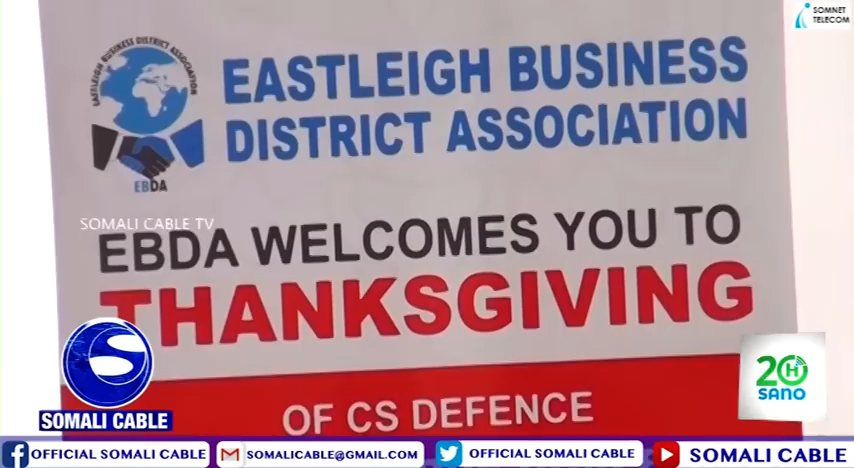 SOMNET
TELECOM
EASTLEIGH BUSINESS DISTRICT ASSOCIATION
EASTLEIGH BUSINESS
DISTRICT ASSOCIATION
EBDA
SOMALI CABLE TV
EBDA WELCOMES YOU TO
THANKSGIVING
OF CS DEFENCE
S
SOMALI CABLE
20
H
SANO
f OFFICIAL SOMALI CABLE
SOMALICABLE@GMAIL.COM
OFFICIAL SOMALI CABLE
SOMALI CABLE